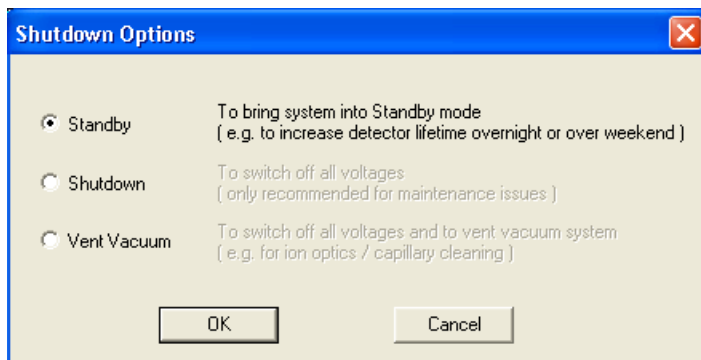 Shutdown Options
Standby
To bring system into Standby mode
( e.g. to increase detector lifetime overnight or over weekend )
Shutdown
To switch off all voltages
( only recommended for maintenance issues )
Vent Vacuum
To switch off all voltages and to vent vacuum system
( e.g. for ion optics / capillary cleaning )
OK
Cancel